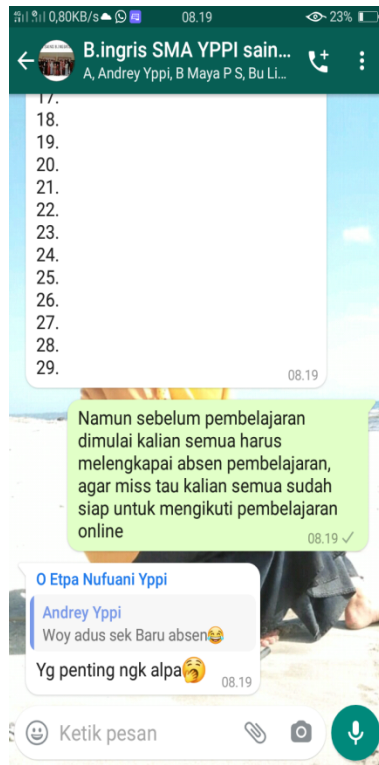 0,80KB/s
08.19
23%
B.ingris SMA YPPI sain...
A, Andrey Yppi, B Maya P S, Bu Li...
17.
18.
19.
20.
21.
22.
23.
24.
25.
26.
27.
28.
29.
08.19
Namun sebelum pembelajaran
dimulai kalian semua harus
melengkapai absen pembelajaran,
agar miss tau kalian semua sudah
siap untuk mengikuti pembelajaran
online
08.19
O Etpa Nufuani Yppi
Andrey Yppi
Woy adus sek Baru absen😂
Yg penting ngk alpa🥱
08.19
Ketik pesan